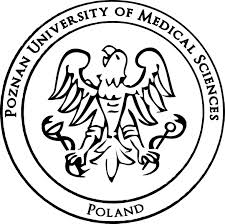 POZNAN UNIVERSITY OF MEDICAL SCIENCES
POLAND